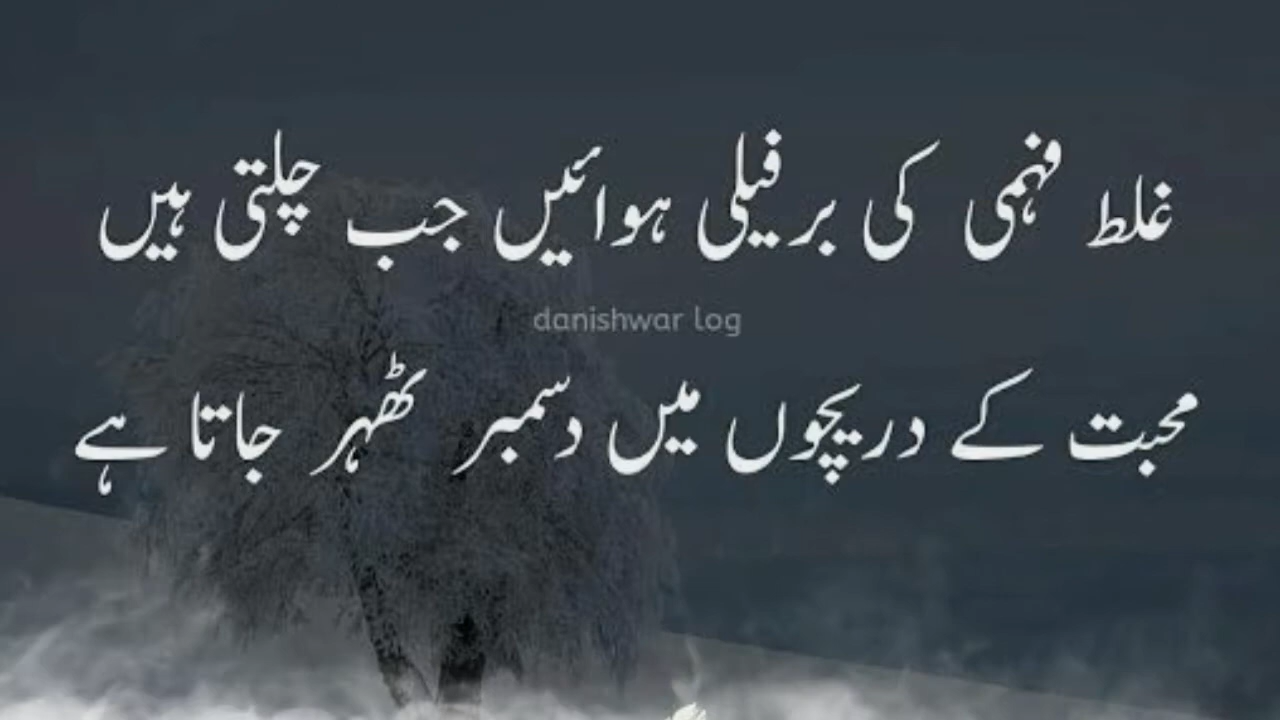 غلط فہمی کی برفیلی ہوائیں جب چلتی ہیں
danishwar log
محبت کے دریچوں میں دسمبر ٹھہر جاتا ہے